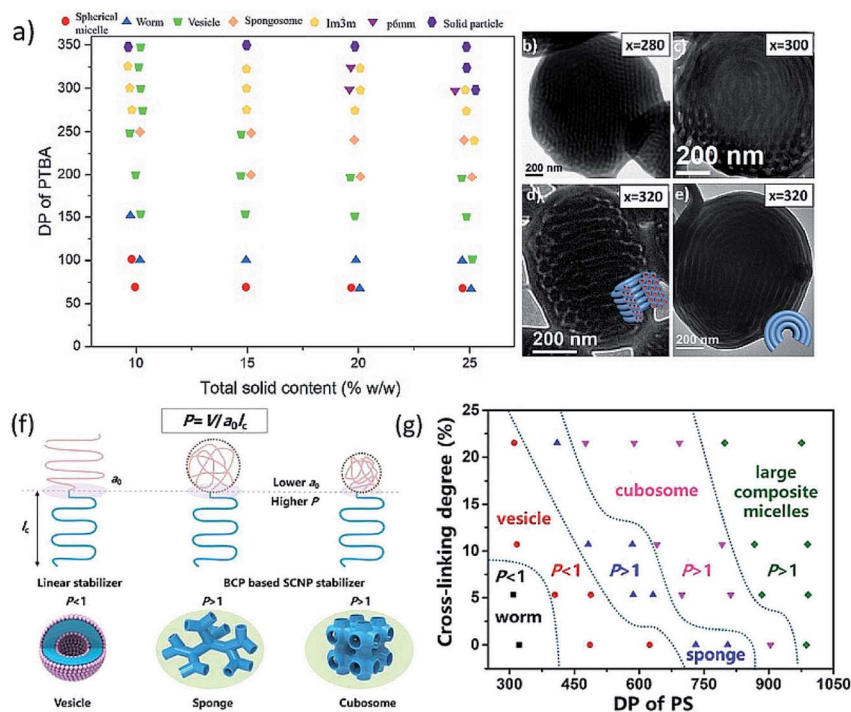 a)
Spherical micelle
Worm
Vesicle
Spongosome
Im3m
p6mm
Solid particle
DP of PTBA
350
300
250
200
150
100
50
0
10
15
20
25
Total solid content (% w/w)
b)
x=280
200 nm
c)
x=300
200 nm
d)
x=320
200 nm
e)
x=320
200 nm
(f)
P = V/a₀lc
a₀
Lower a₀
Higher P
lc
Linear stabilizer
BCP based SCNP stabilizer
P<1
P>1
P>1
Vesicle
Sponge
Cubosome
(g)
Cross-linking degree (%)
25
20
15
10
5
0
vesicle
cubosome
large
composite
micelles
P<1
P<1
P>1
P>1
P>1
worm
sponge
300
450
600
750
900
1050
DP of PS